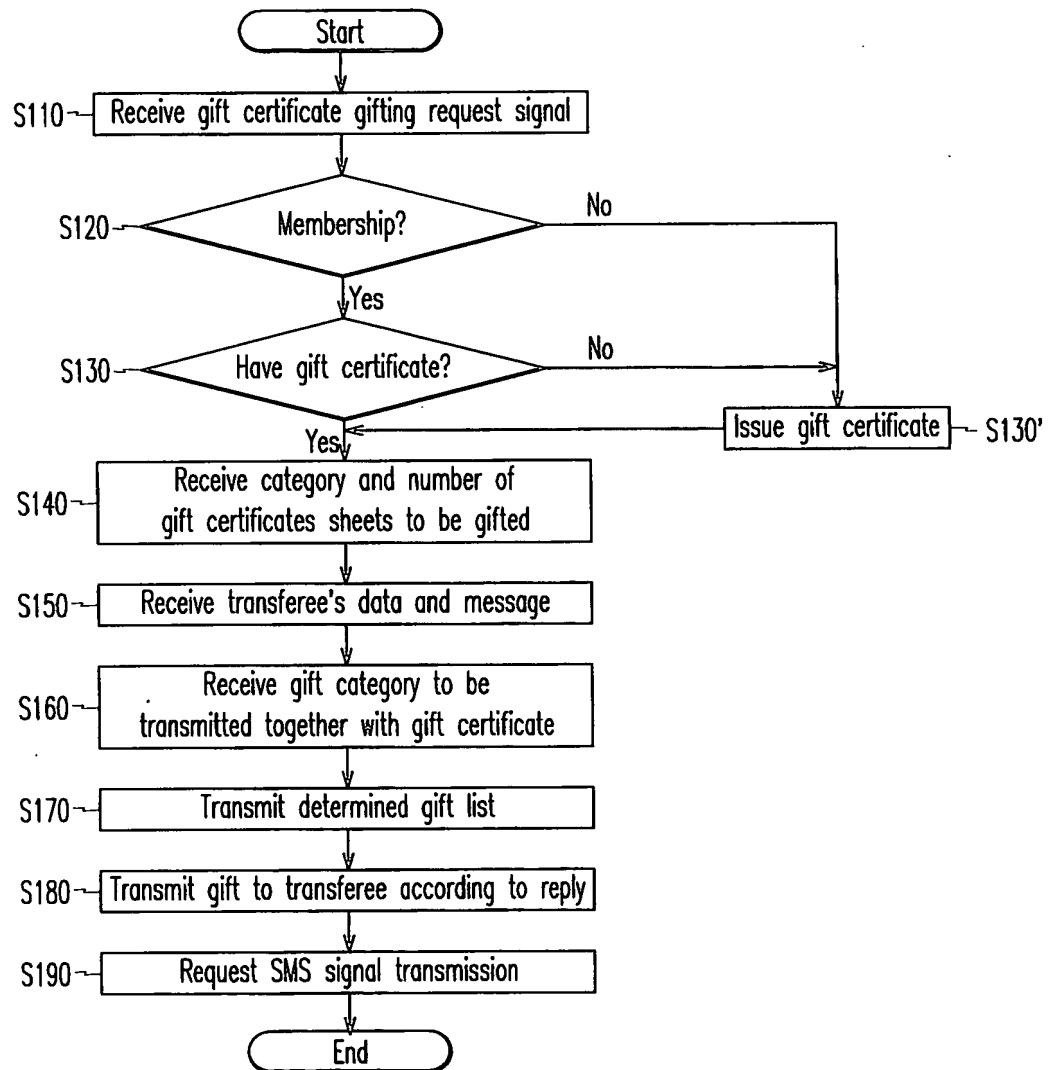 Start
S110
Receive gift certificate gifting request signal
S120
Membership?
No
Yes
S130
Have gift certificate?
No
Yes
Issue gift certificate
S130'
S140
Receive category and number of
gift certificates sheets to be gifted
S150
Receive transferee's data and message
S160
Receive gift category to be
transmitted together with gift certificate
S170
Transmit determined gift list
S180
Transmit gift to transferee according to reply
S190
Request SMS signal transmission
End